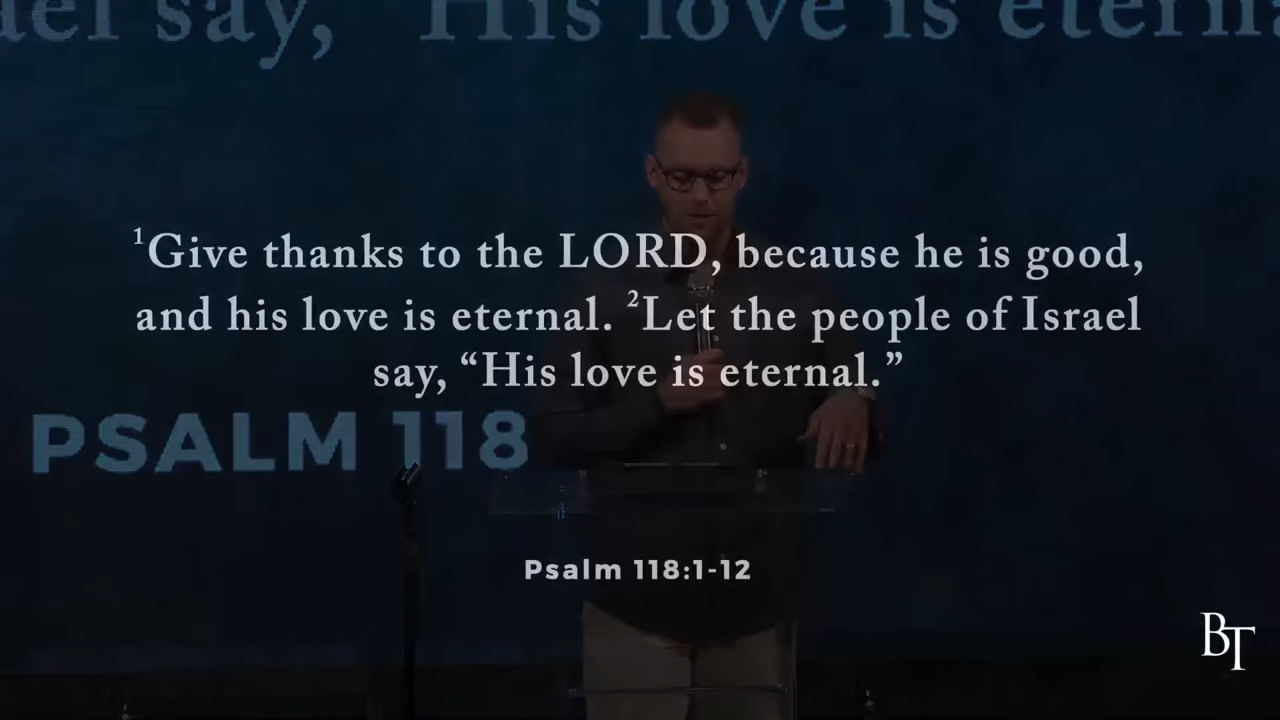 ael say, “His love is etern
¹Give thanks to the LORD, because he is good,
and his love is eternal. ²Let the people of Israel
say, “His love is eternal.”
PSALM 118
Psalm 118:1-12
BT